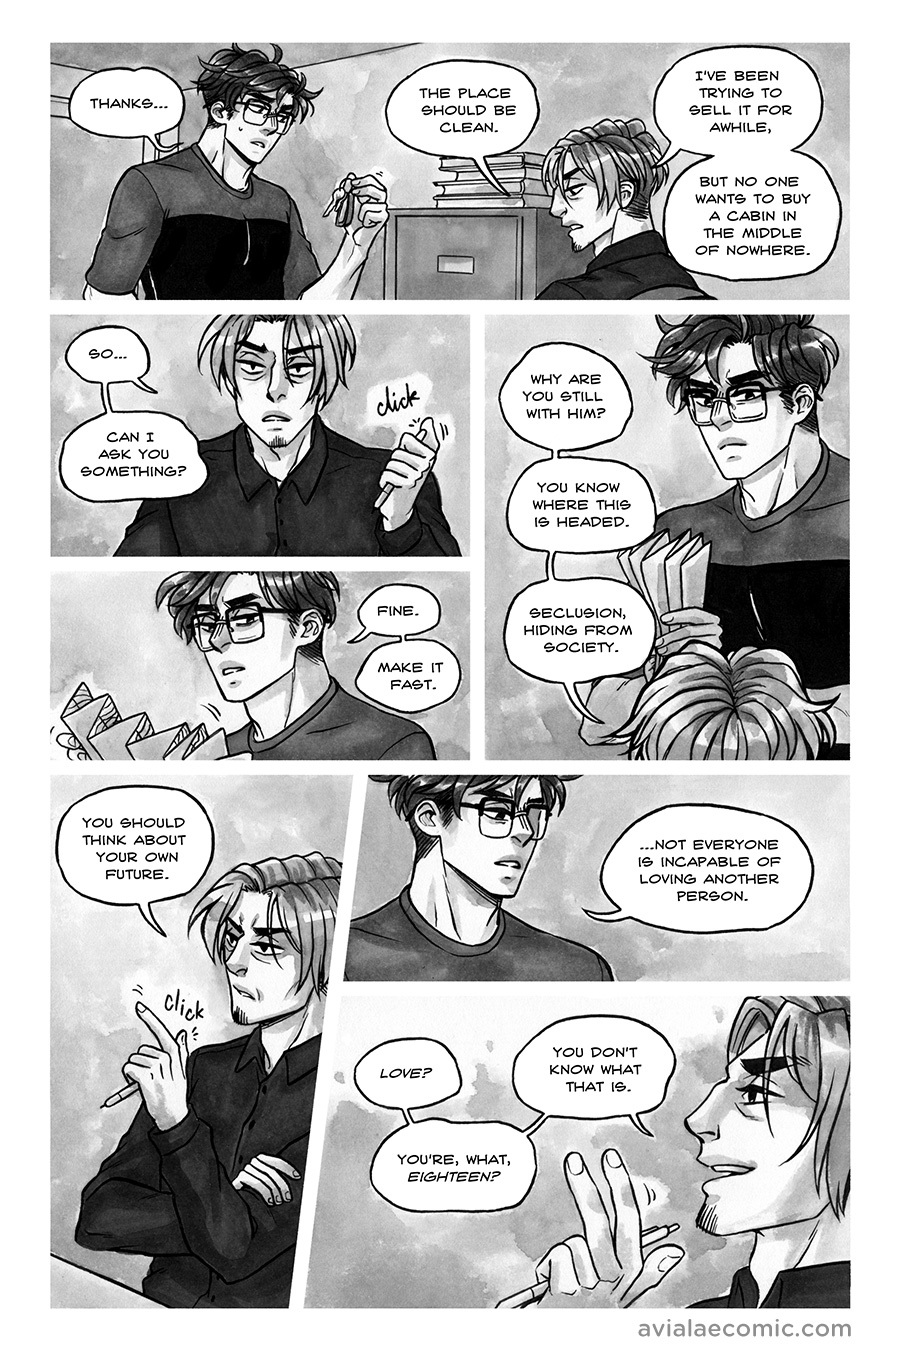 THANKS...
THE PLACE
SHOULD BE
CLEAN.
I'VE BEEN
TRYING TO
SELL IT FOR
AWHILE,
BUT NO ONE
WANTS TO BUY
A CABIN IN
THE MIDDLE
OF NOWHERE.
SO...
CAN I
ASK YOU
SOMETHING?
click
FINE.
MAKE IT
FAST.
WHY ARE
YOU STILL
WITH HIM?
YOU KNOW
WHERE THIS
IS HEADED.
SECLUSION,
HIDING FROM
SOCIETY.
YOU SHOULD
THINK ABOUT
YOUR OWN
FUTURE.
click
...NOT EVERYONE
IS INCAPABLE OF
LOVING ANOTHER
PERSON.
LOVE?
YOU'RE, WHAT,
EIGHTEEN?
YOU DON'T
KNOW WHAT
THAT IS.
avialaecomic.com